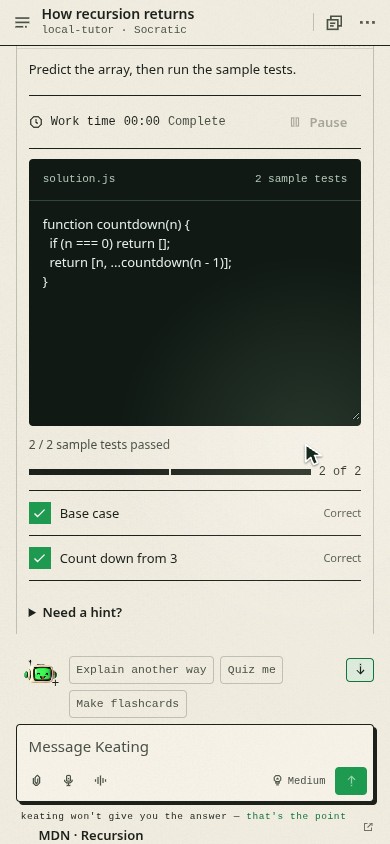 How recursion returns
local-tutor · Socratic
Predict the array, then run the sample tests.
Work time 00:00 Complete
Pause
solution.js
2 sample tests
function countdown(n) {
  if (n === 0) return [];
  return [n, ...countdown(n - 1)];
}
2 / 2 sample tests passed
2 of 2
Base case
Correct
Count down from 3
Correct
Need a hint?
Explain another way
Quiz me
Make flashcards
Message Keating
Medium
keating won't give you the answer — that's the point
MDN · Recursion